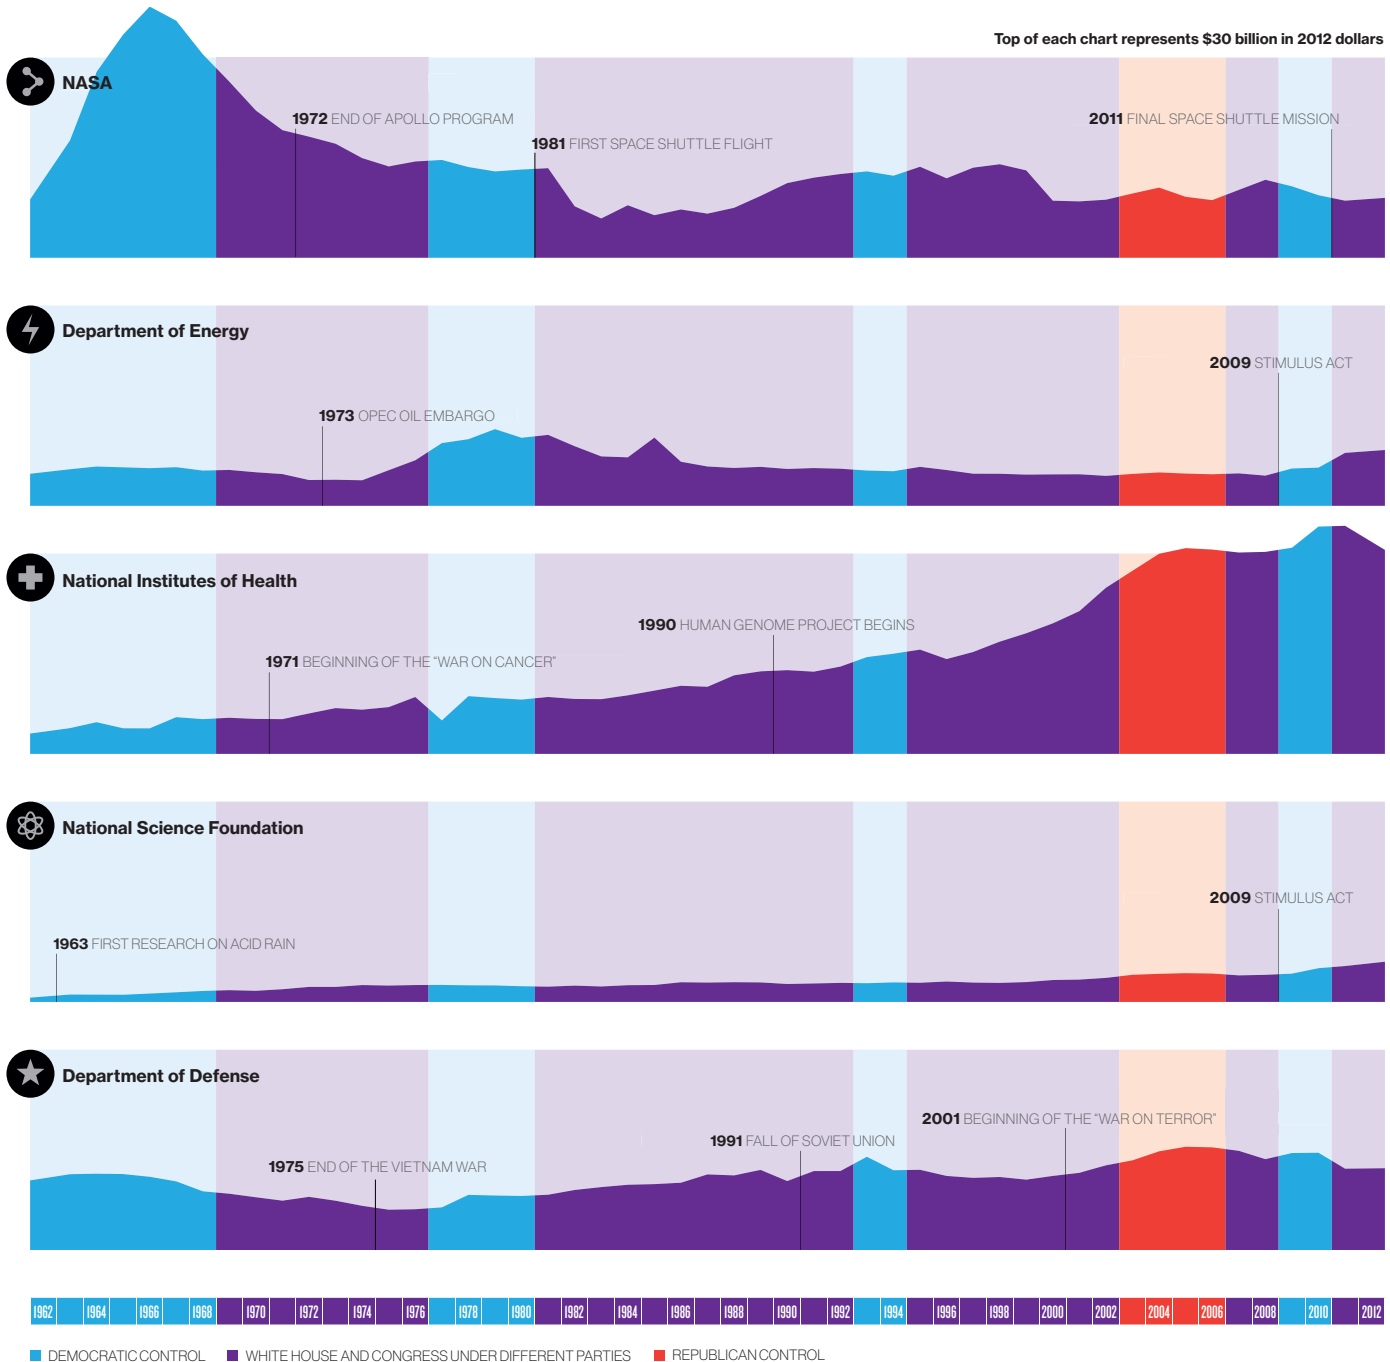 Top of each chart represents $30 billion in 2012 dollars
NASA
1972 END OF APOLLO PROGRAM
2011 FINAL SPACE SHUTTLE MISSION
1981 FIRST SPACE SHUTTLE FLIGHT
Department of Energy
2009 STIMULUS ACT
1973 OPEC OIL EMBARGO
National Institutes of Health
1990 HUMAN GENOME PROJECT BEGINS
1971 BEGINNING OF THE “WAR ON CANCER”
National Science Foundation
2009 STIMULUS ACT
1963 FIRST RESEARCH ON ACID RAIN
Department of Defense
2001 BEGINNING OF THE “WAR ON TERROR”
1991 FALL OF SOVIET UNION
1975 END OF THE VIETNAM WAR
1962 1964 1966 1968 1970 1972 1974 1976 1978 1980 1982 1984 1986 1988 1990 1992 1994 1996 1998 2000 2002 2004 2006 2008 2010 2012
DEMOCRATIC CONTROL WHITE HOUSE AND CONGRESS UNDER DIFFERENT PARTIES REPUBLICAN CONTROL